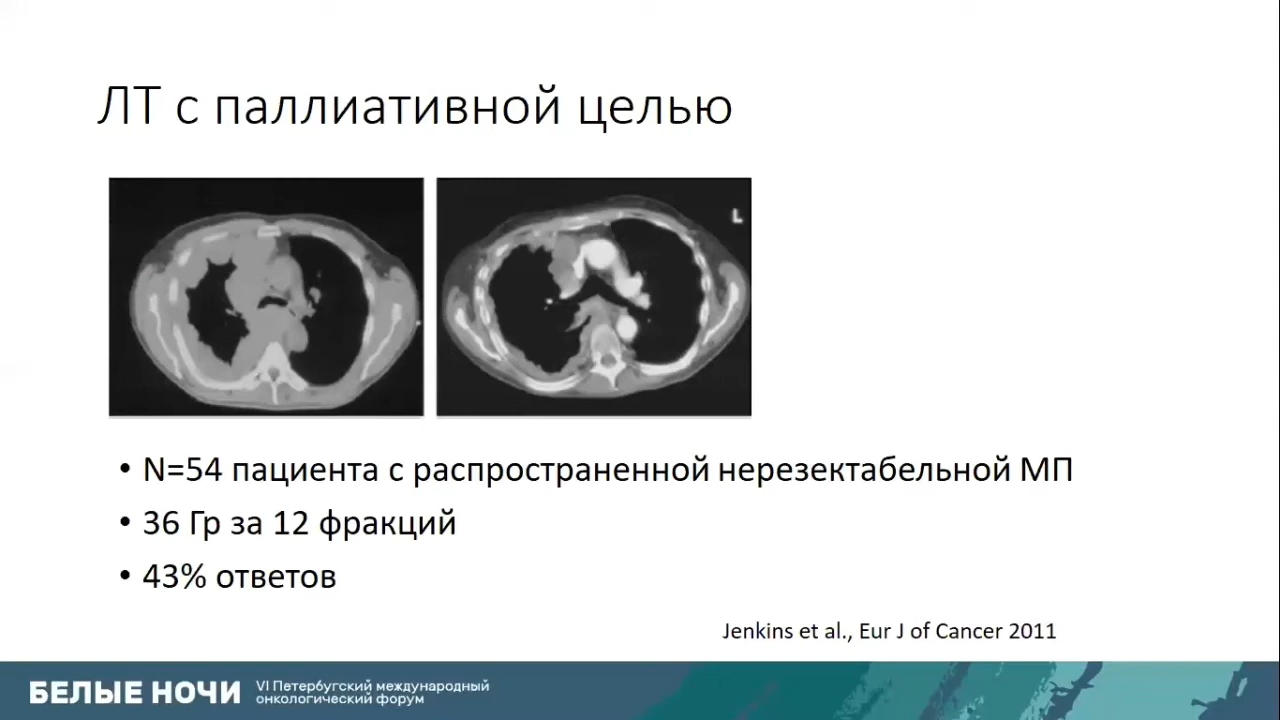 ЛТ с паллиативной целью
L
• N=54 пациента с распространенной нерезектабельной МП
• 36 Гр за 12 фракций
• 43% ответов
Jenkins et al., Eur J of Cancer 2011
БЕЛЫЕ НОЧИ
VI Петербургский международный
онкологический форум